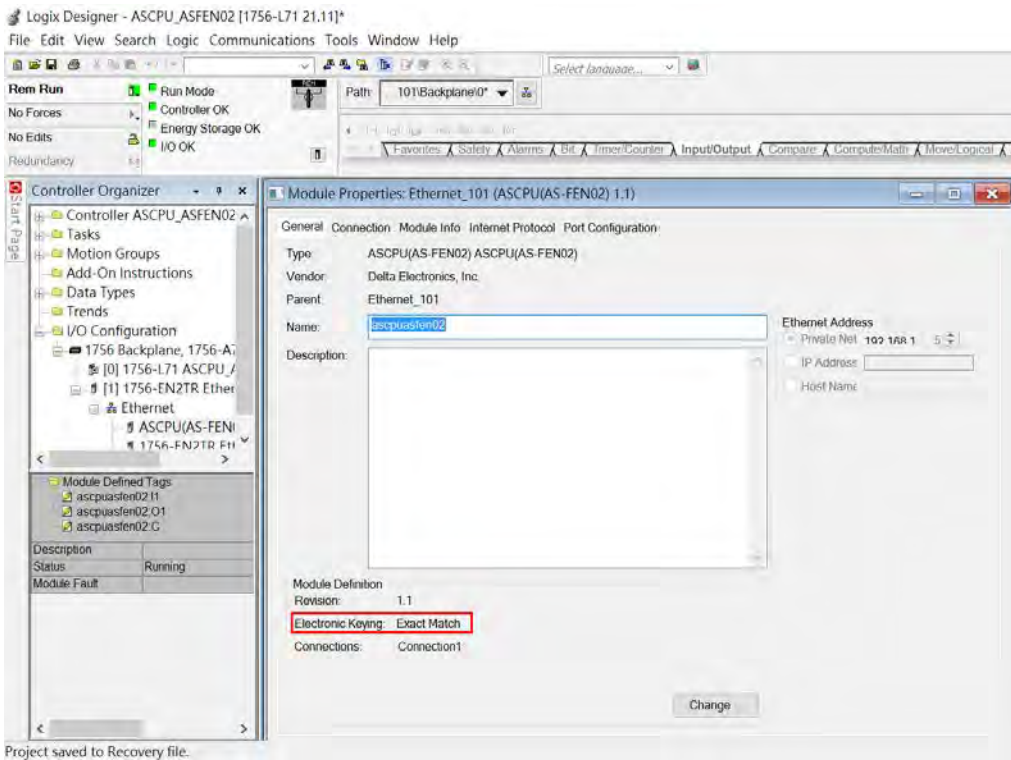 Logix Designer - ASCPU_ASFEN02 [1756-L71 21.11]*
File Edit View Search Logic Communications Tools Window Help
Select language...
Rem Run
Run Mode
Path: 101\Backplane\0*
No Forces
Controller OK
Energy Storage OK
No Edits
I/O OK
Redundancy
Favorites Safety Alarms Bit Timer/Counter Input/Output Compare Compute/Math Move/Logical
Start Page
Controller Organizer
Controller ASCPU_ASFEN02
Tasks
Motion Groups
Add-On Instructions
Data Types
Trends
I/O Configuration
1756 Backplane, 1756-A7
[0] 1756-L71 ASCPU_A
[1] 1756-EN2TR Ether
Ethernet
ASCPU(AS-FEN
1756-EN2TR Eth
Module Defined Tags
ascpuasfen02:I1
ascpuasfen02:O1
ascpuasfen02:C
Description
Status Running
Module Fault
Module Properties: Ethernet_101 (ASCPU(AS-FEN02) 1.1)
General Connection Module Info Internet Protocol Port Configuration
Type: ASCPU(AS-FEN02) ASCPU(AS-FEN02)
Vendor: Delta Electronics, Inc.
Parent: Ethernet_101
Name: ascpuasfen02
Description:
Ethernet Address
Private Net 192.168.1. 5
IP Address
Host Name
Module Definition
Revision: 1.1
Electronic Keying: Exact Match
Connections: Connection1
Change
Project saved to Recovery file.